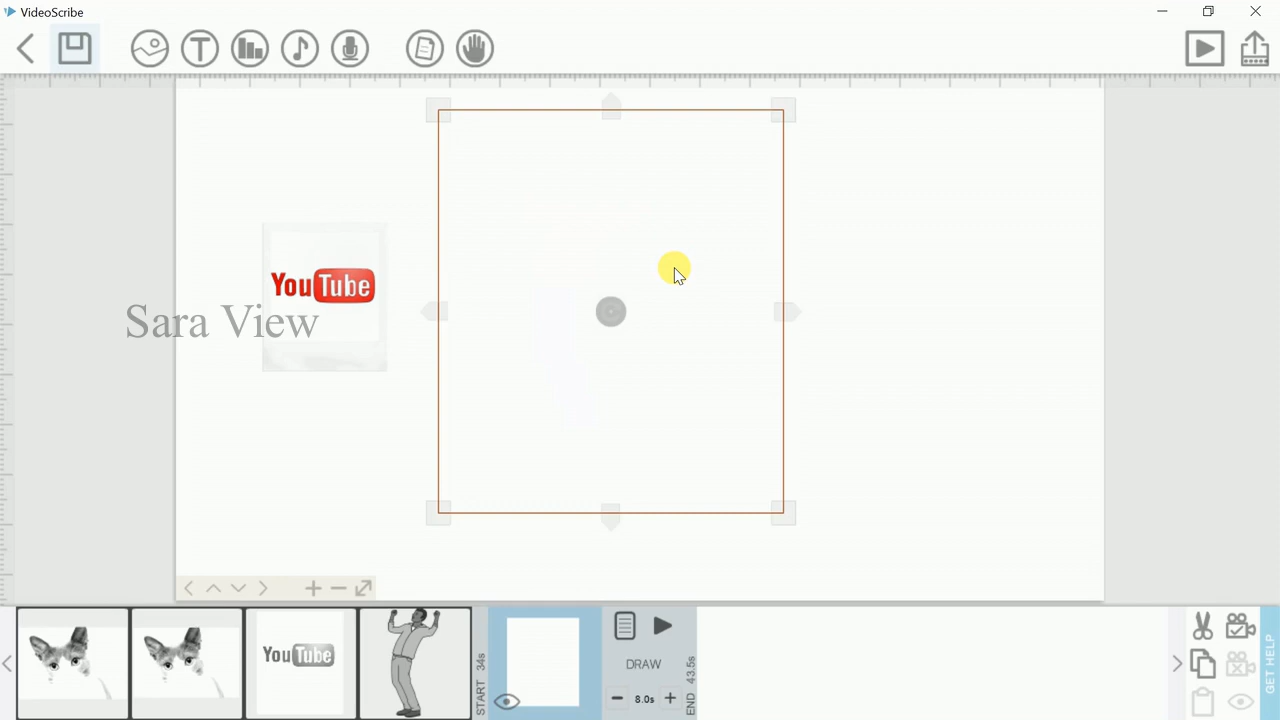 VideoScribe
YouTube
Sara View
YouTube
START 34s
DRAW
8.0s
END 43.5s
GET HELP